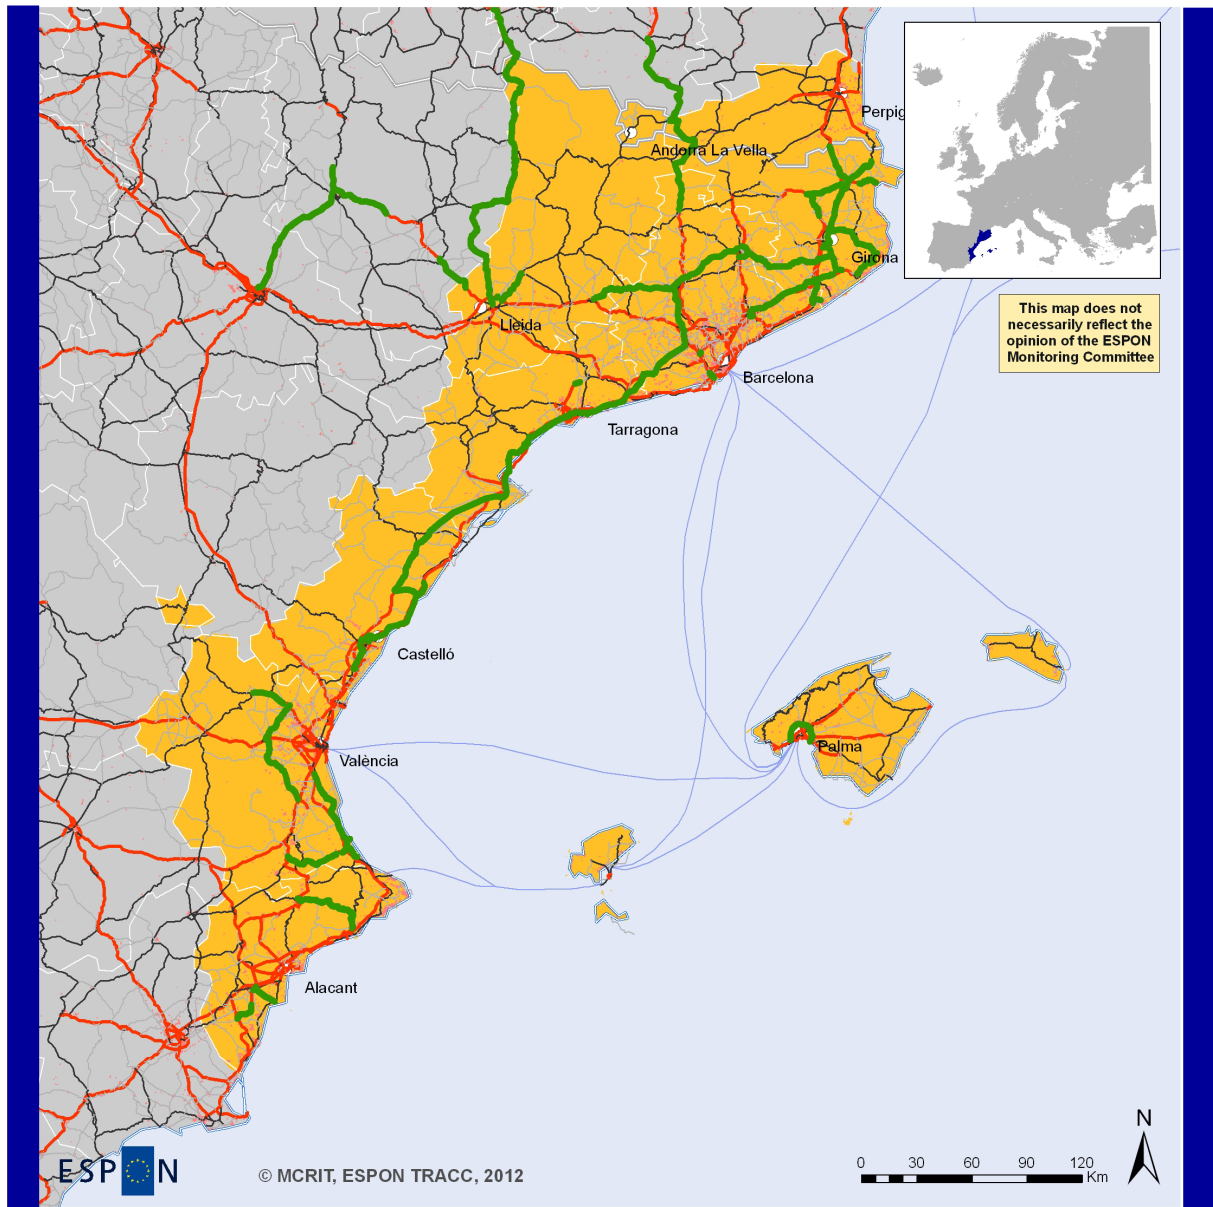 Perpig
Andorra La Vella
Girona
This map does not
necessarily reflect the
opinion of the ESPON
Monitoring Committee
Lleida
Barcelona
Tarragona
Castelló
Palma
València
Alacant
N
ESPON
© MCRIT, ESPON TRACC, 2012
0 30 60 90 120
Km